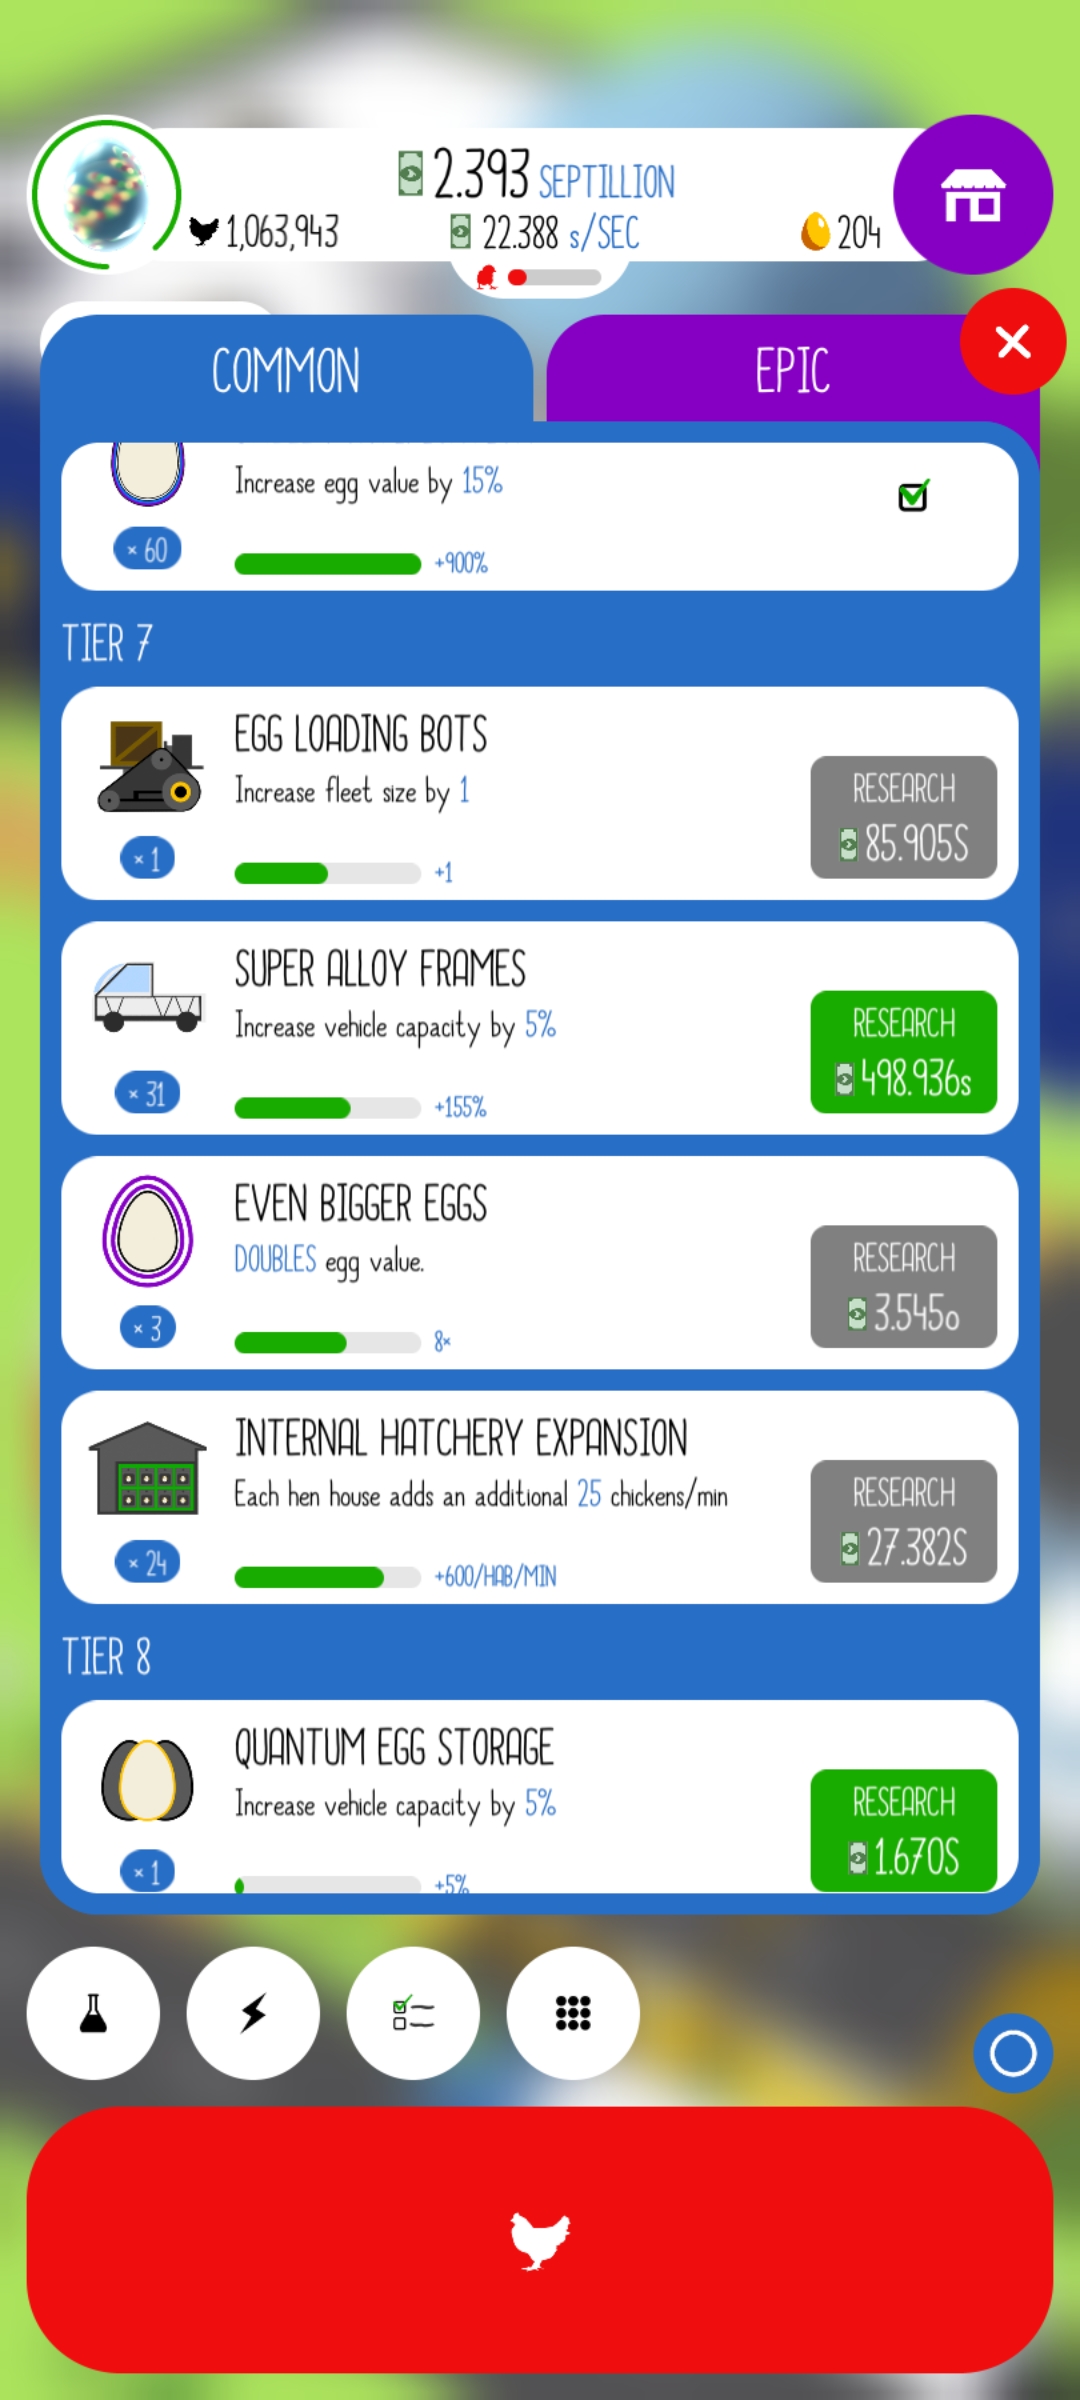 2.393 SEPTILLION
1,063,943
22.388 s/SEC
204
COMMON
EPIC
Increase egg value by 15%
× 60
+900%
TIER 7
EGG LOADING BOTS
Increase fleet size by 1
× 1
+1
RESEARCH
85.905S
SUPER ALLOY FRAMES
Increase vehicle capacity by 5%
× 31
+155%
RESEARCH
498.936s
EVEN BIGGER EGGS
DOUBLES egg value.
× 3
8×
RESEARCH
3.545o
INTERNAL HATCHERY EXPANSION
Each hen house adds an additional 25 chickens/min
× 24
+600/HAB/MIN
RESEARCH
27.382S
TIER 8
QUANTUM EGG STORAGE
Increase vehicle capacity by 5%
× 1
+5%
RESEARCH
1.670S